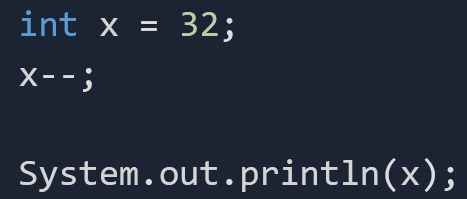 int x = 32;
x--;
System.out.println(x);